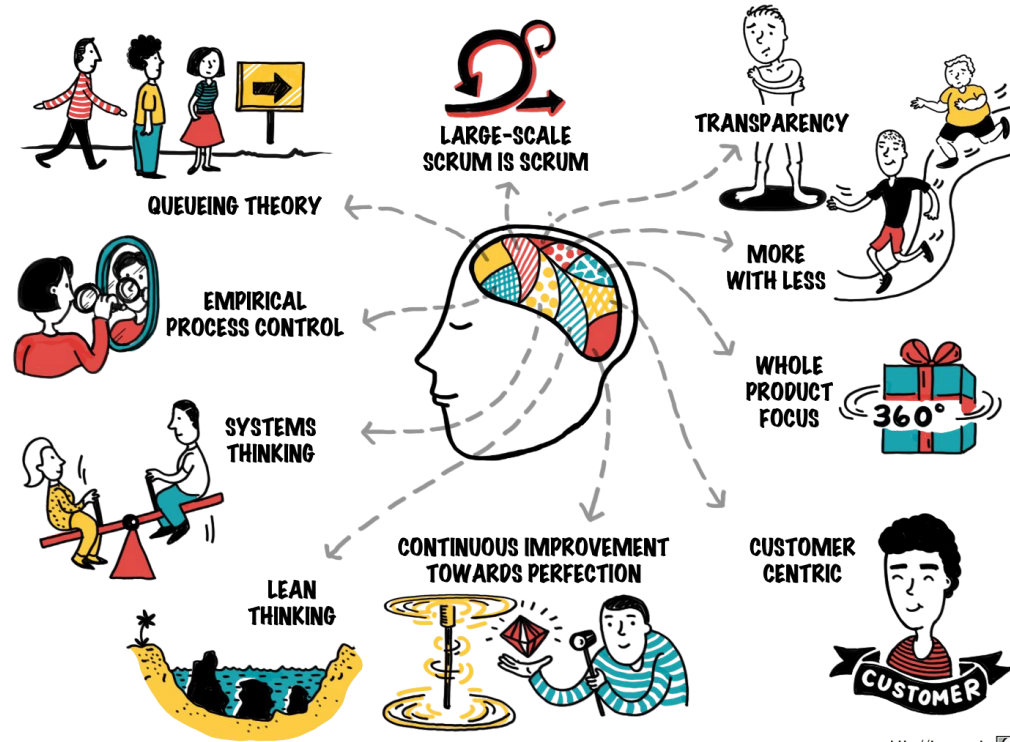 LARGE-SCALE
SCRUM IS SCRUM
TRANSPARENCY
QUEUEING THEORY
MORE
WITH LESS
EMPIRICAL
PROCESS CONTROL
WHOLE
PRODUCT
FOCUS
360°
SYSTEMS
THINKING
CONTINUOUS IMPROVEMENT
TOWARDS PERFECTION
CUSTOMER
CENTRIC
LEAN
THINKING
CUSTOMER